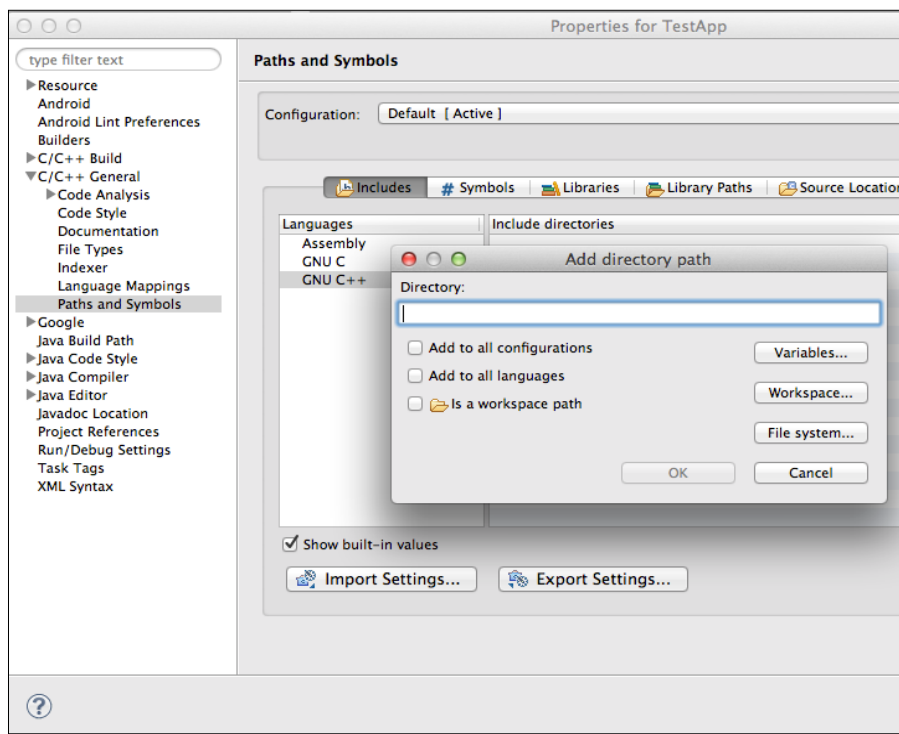 Properties for TestApp
type filter text
Resource
Android
Android Lint Preferences
Builders
C/C++ Build
C/C++ General
Code Analysis
Code Style
Documentation
File Types
Indexer
Language Mappings
Paths and Symbols
Google
Java Build Path
Java Code Style
Java Compiler
Java Editor
Javadoc Location
Project References
Run/Debug Settings
Task Tags
XML Syntax
Paths and Symbols
Configuration: Default [ Active ]
Includes # Symbols Libraries Library Paths Source Location
Languages Include directories
Assembly
GNU C
GNU C++
Add directory path
Directory:
Add to all configurations
Variables...
Add to all languages
Workspace...
Is a workspace path
File system...
OK Cancel
Show built-in values
Import Settings... Export Settings...
?